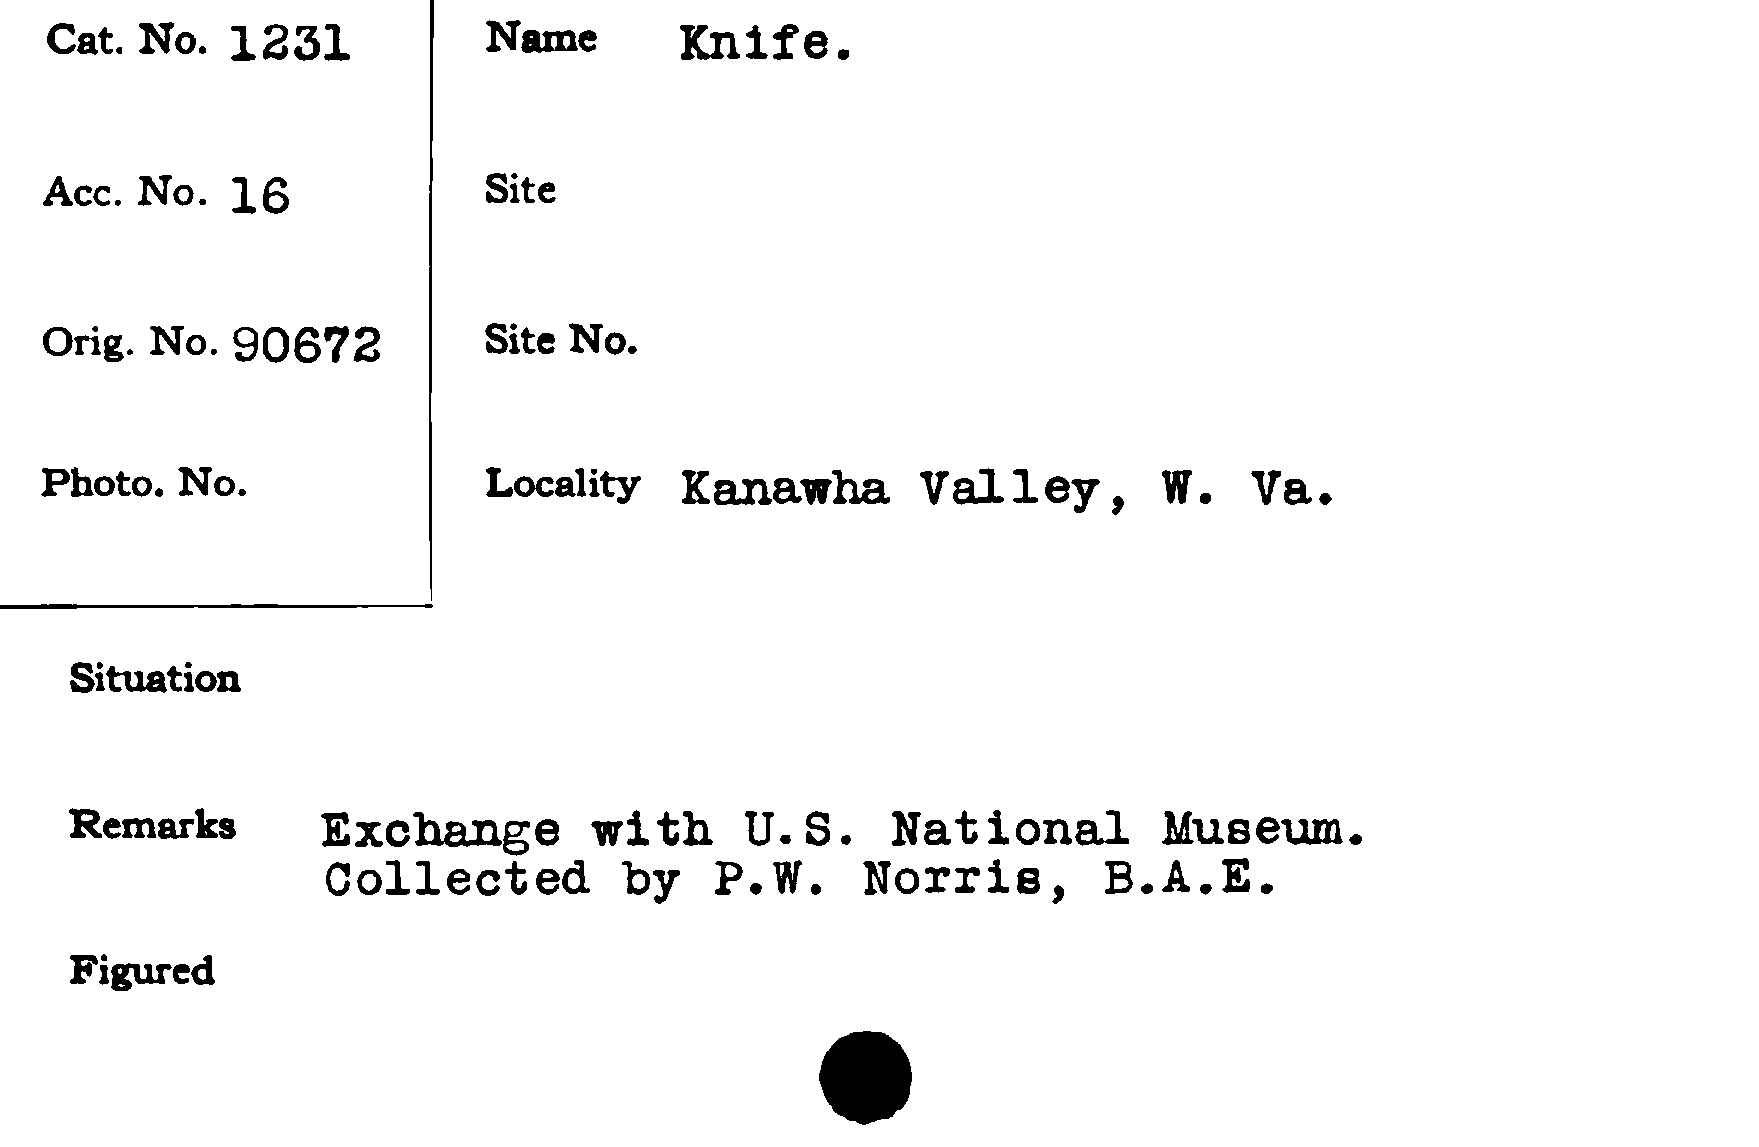 Cat. No. 1231
Name Knife.
Acc. No. 16
Site
Orig. No. 90672
Site No.
Photo. No.
Locality Kanawha Valley, W. Va.
Situation
Remarks Exchange with U.S. National Museum.
Collected by P.W. Norris, B.A.E.
Figured